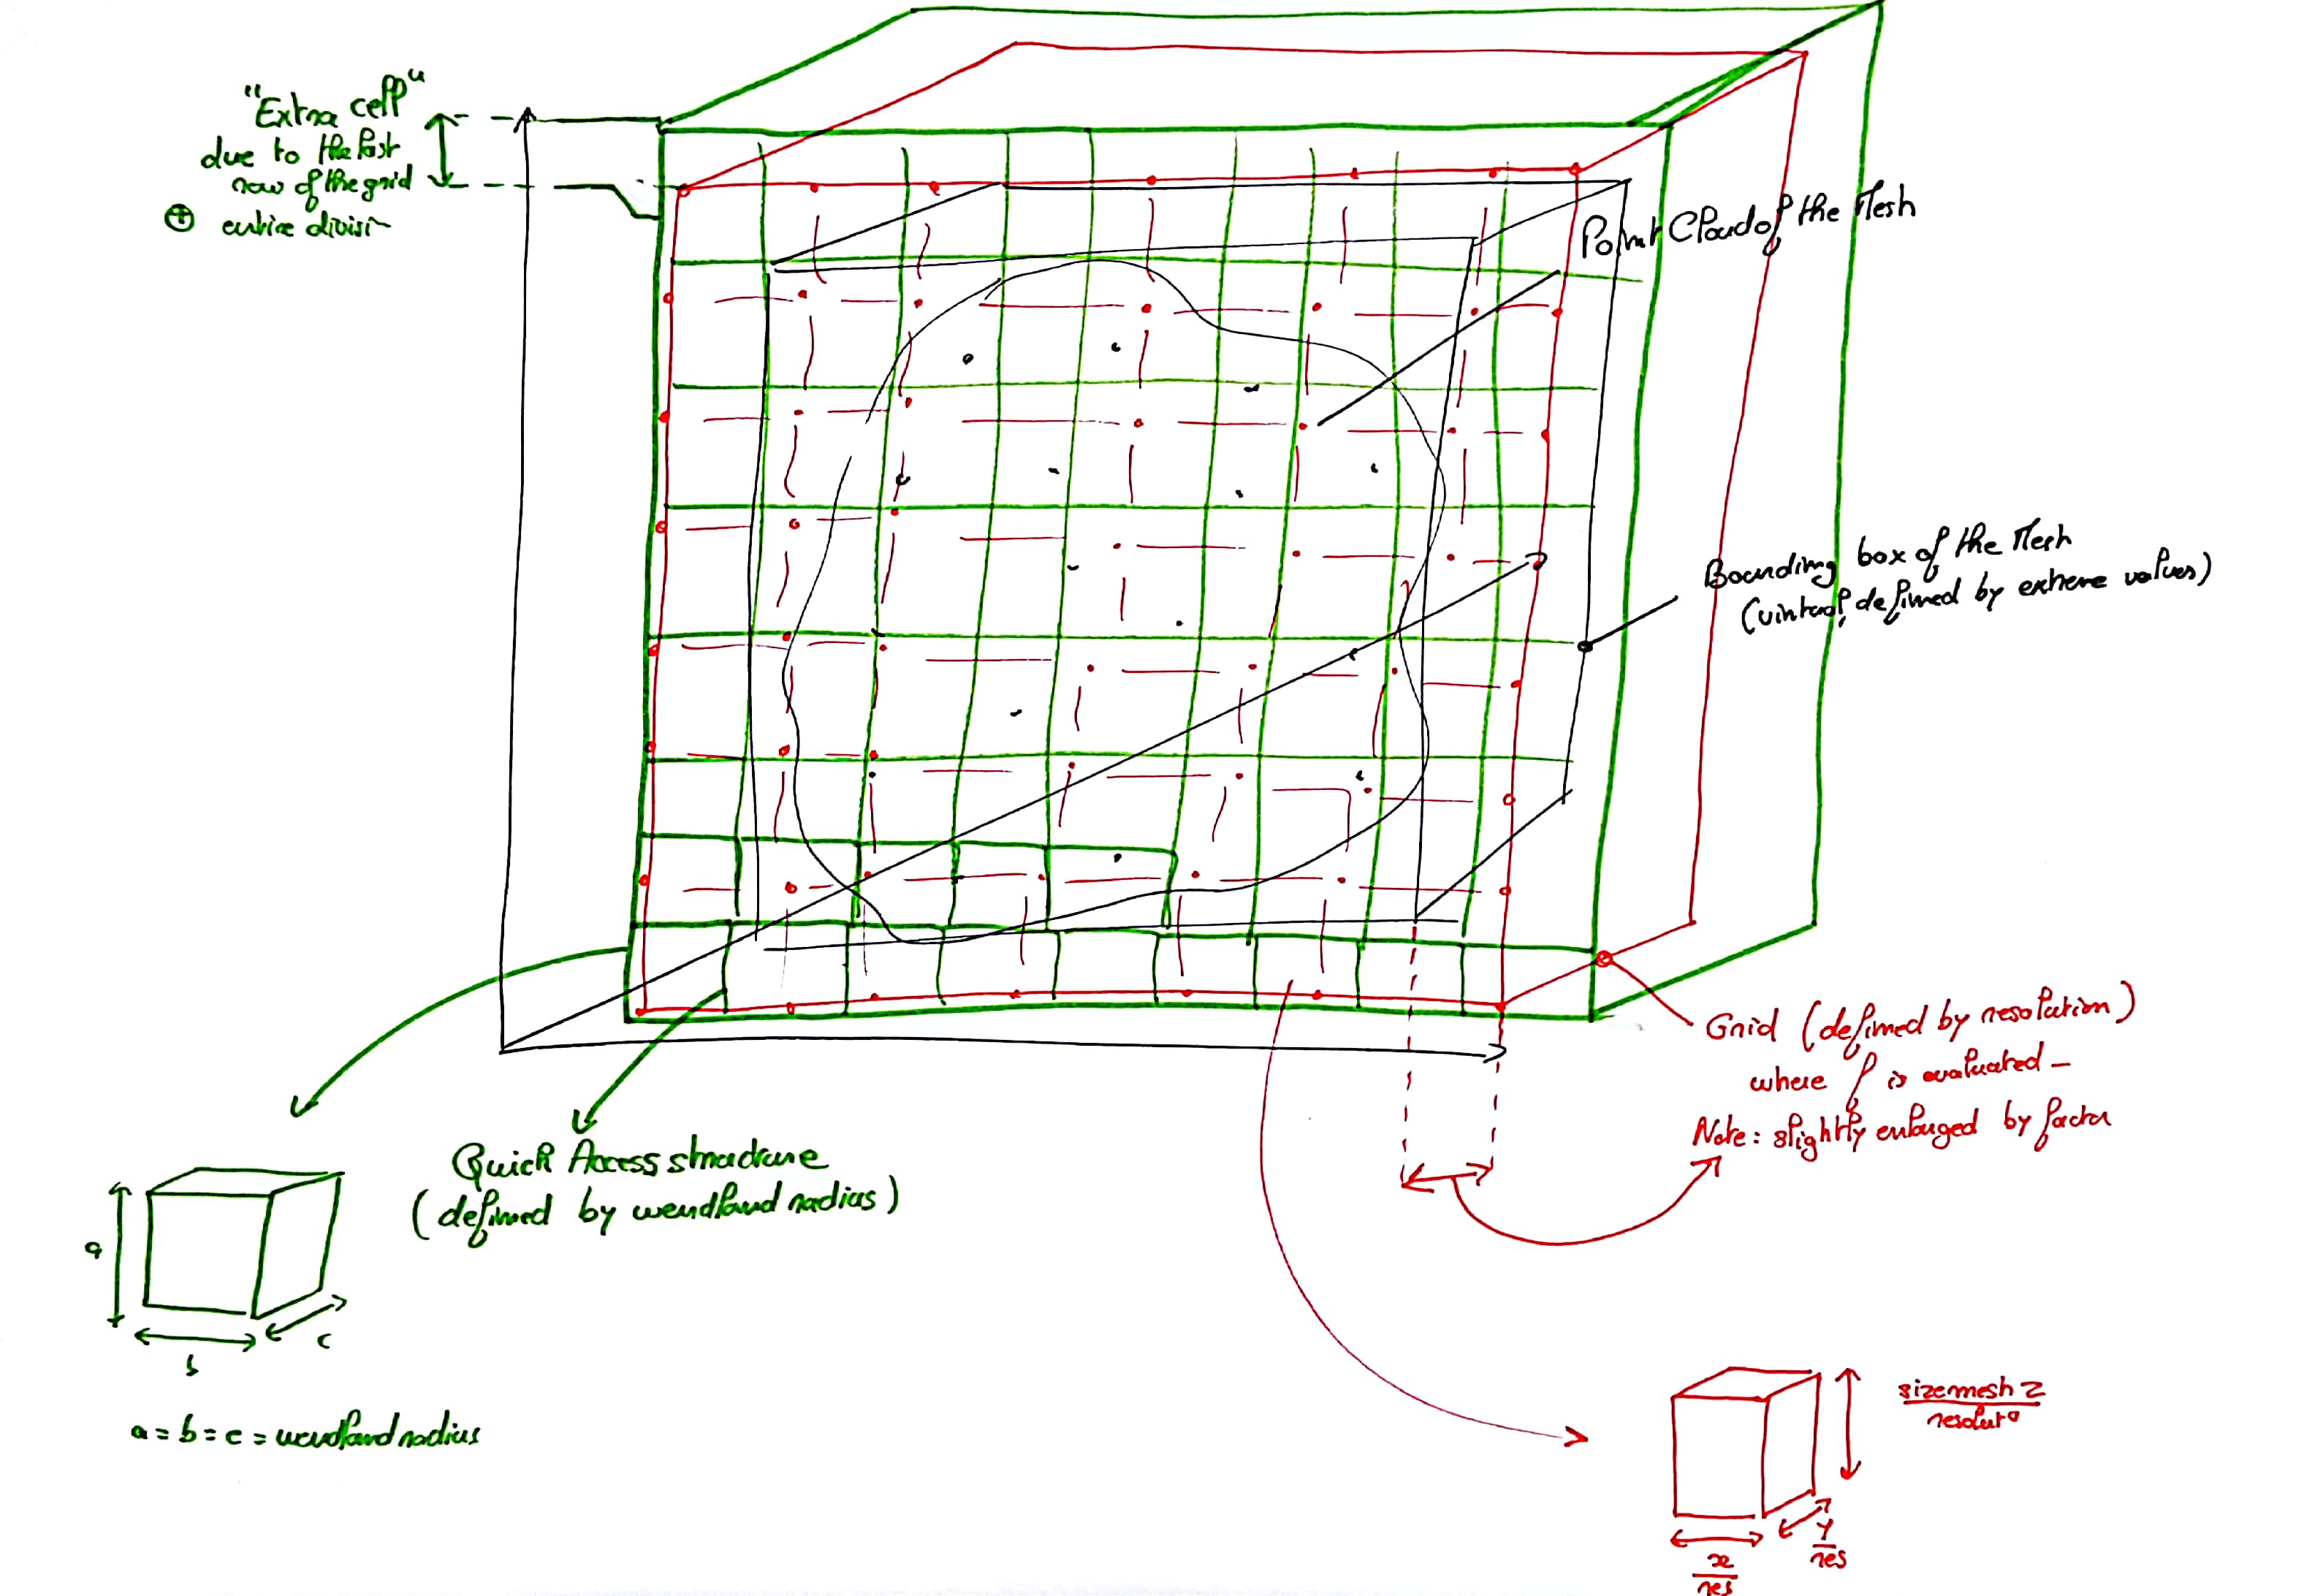 "Extra cell"
due to the last
row of the grid
⊕ entire divisi-
Point Cloud of the Mesh
Bounding box of the Mesh
(virtual, defined by extreme values)
Grid (defined by resolution)
where f is evaluated -
Note: slightly enlarged by factor
Quick Access structure
(defined by wendland radius)
a
b
c
a = b = c = wendland radius
sizemesh Z
resolut°
x
res
Y
res